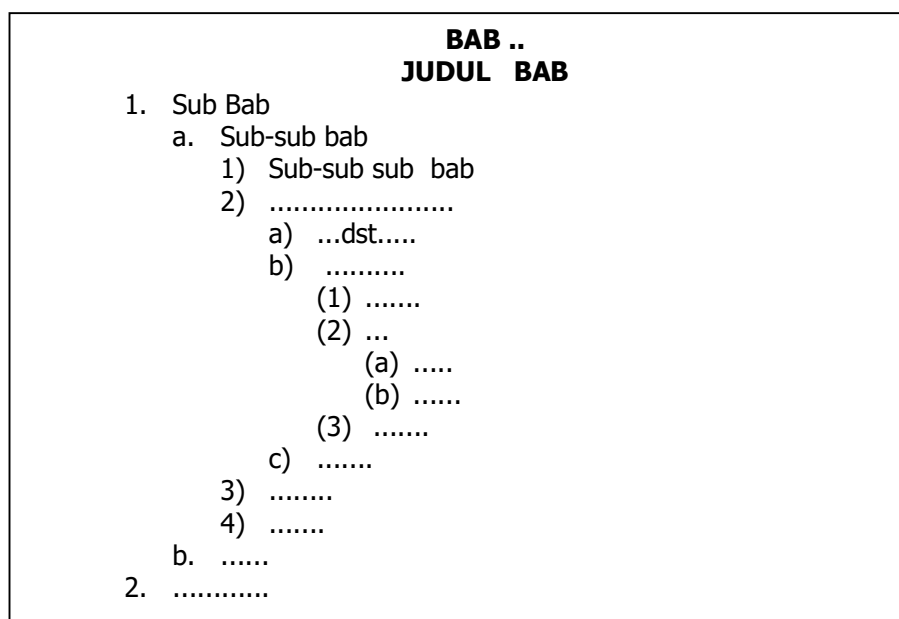 BAB ..
JUDUL BAB
1. Sub Bab
a. Sub-sub bab
1) Sub-sub sub bab
2) .......................
a) ...dst.....
b) ..........
(1) .......
(2) ...
(a) .....
(b) ......
(3) .......
c) .......
3) ........
4) .......
b. ......
2. ............